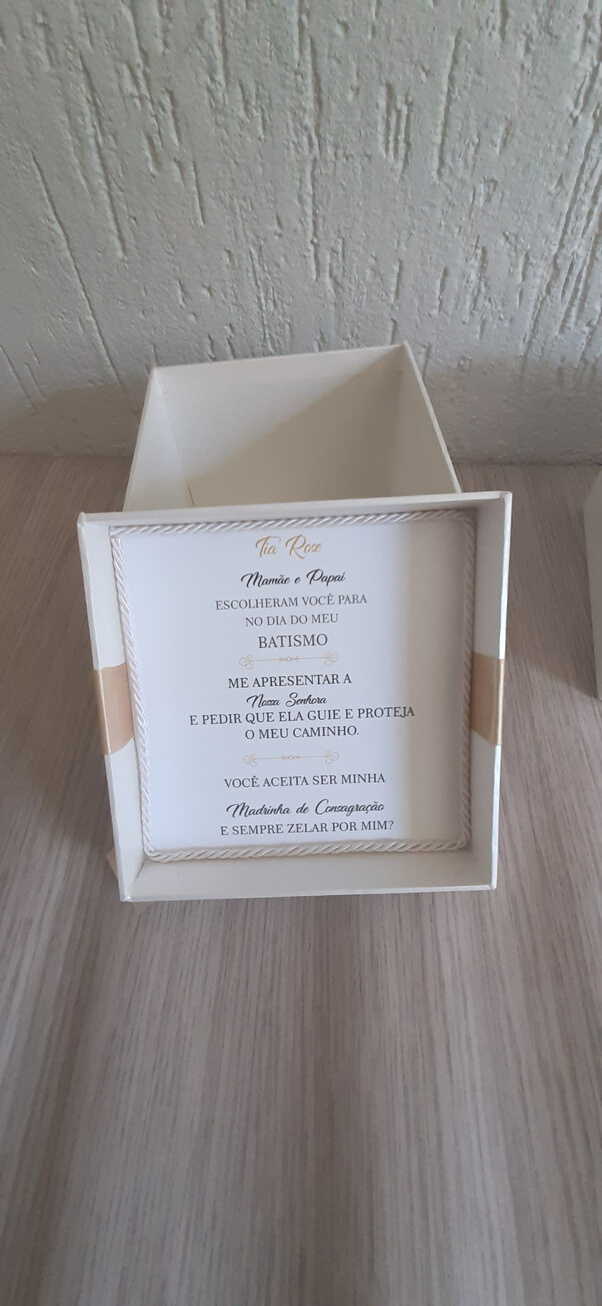 Tia Rose
Mamãe e Papai
ESCOLHERAM VOCÊ PARA
NO DIA DO MEU
BATISMO
ME APRESENTAR A
Nossa Senhora
E PEDIR QUE ELA GUIE E PROTEJA
O MEU CAMINHO.
VOCÊ ACEITA SER MINHA
Madrinha de Consagração
E SEMPRE ZELAR POR MIM?